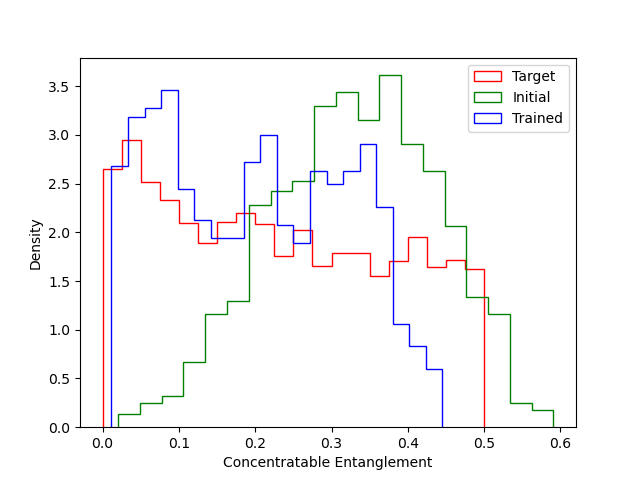 Target
Initial
Trained
3.5
3.0
2.5
2.0
1.5
1.0
0.5
0.0
Density
0.0 0.1 0.2 0.3 0.4 0.5 0.6
Concentratable Entanglement